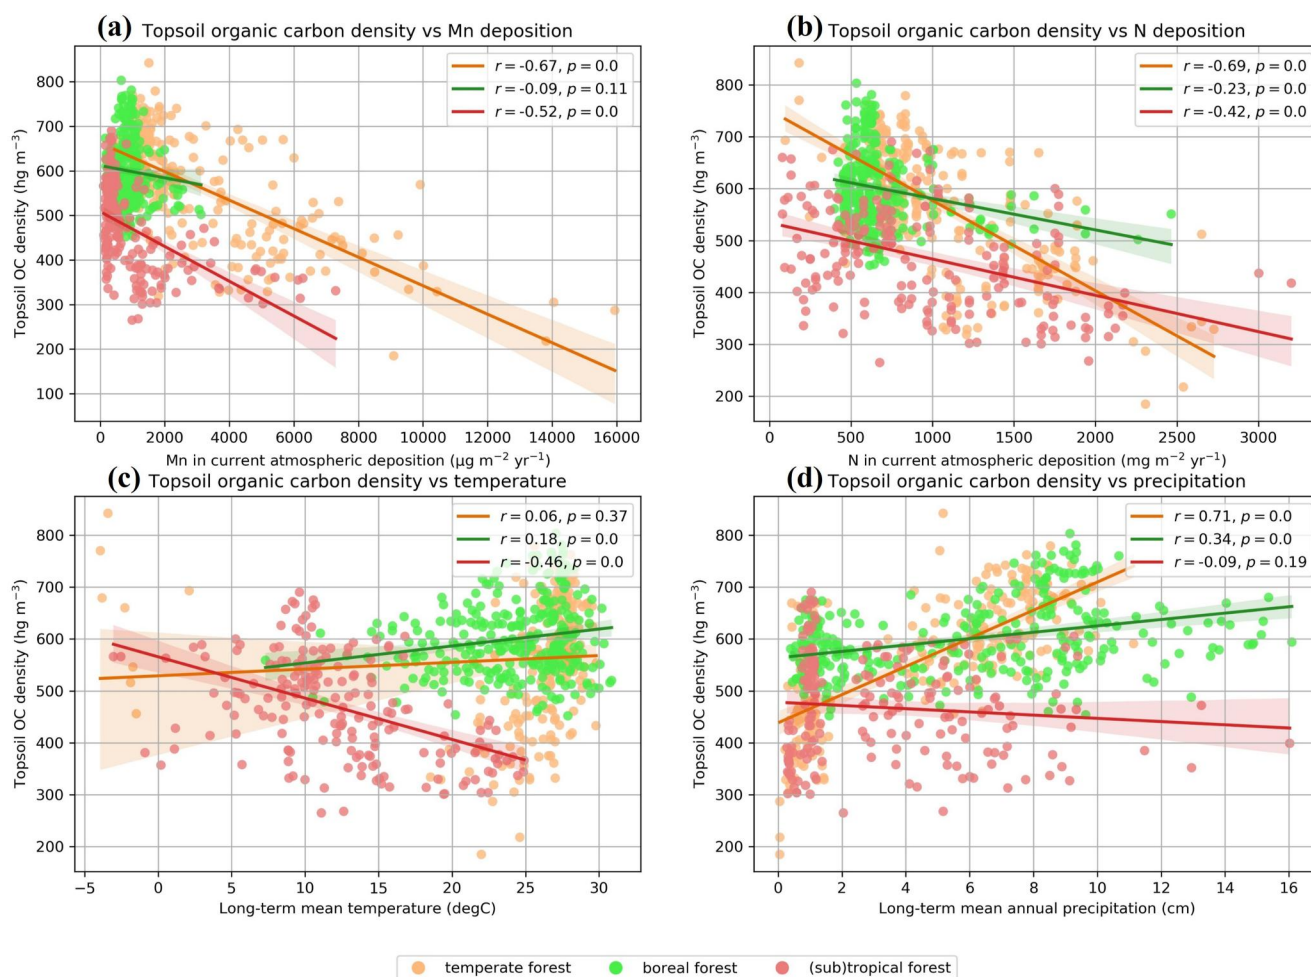 (a) Topsoil organic carbon density vs Mn deposition
r = -0.67, p = 0.0
r = -0.09, p = 0.11
r = -0.52, p = 0.0
Topsoil OC density (hg m⁻³)
800
700
600
500
400
300
200
100
0 2000 4000 6000 8000 10000 12000 14000 16000
Mn in current atmospheric deposition (μg m⁻² yr⁻¹)
(b) Topsoil organic carbon density vs N deposition
r = -0.69, p = 0.0
r = -0.23, p = 0.0
r = -0.42, p = 0.0
Topsoil OC density (hg m⁻³)
800
700
600
500
400
300
200
0 500 1000 1500 2000 2500 3000
N in current atmospheric deposition (mg m⁻² yr⁻¹)
(c) Topsoil organic carbon density vs temperature
r = 0.06, p = 0.37
r = 0.18, p = 0.0
r = -0.46, p = 0.0
Topsoil OC density (hg m⁻³)
800
700
600
500
400
300
200
−5 0 5 10 15 20 25 30
Long-term mean temperature (degC)
(d) Topsoil organic carbon density vs precipitation
r = 0.71, p = 0.0
r = 0.34, p = 0.0
r = -0.09, p = 0.19
Topsoil OC density (hg m⁻³)
800
700
600
500
400
300
200
0 2 4 6 8 10 12 14 16
Long-term mean annual precipitation (cm)
temperate forest boreal forest (sub)tropical forest